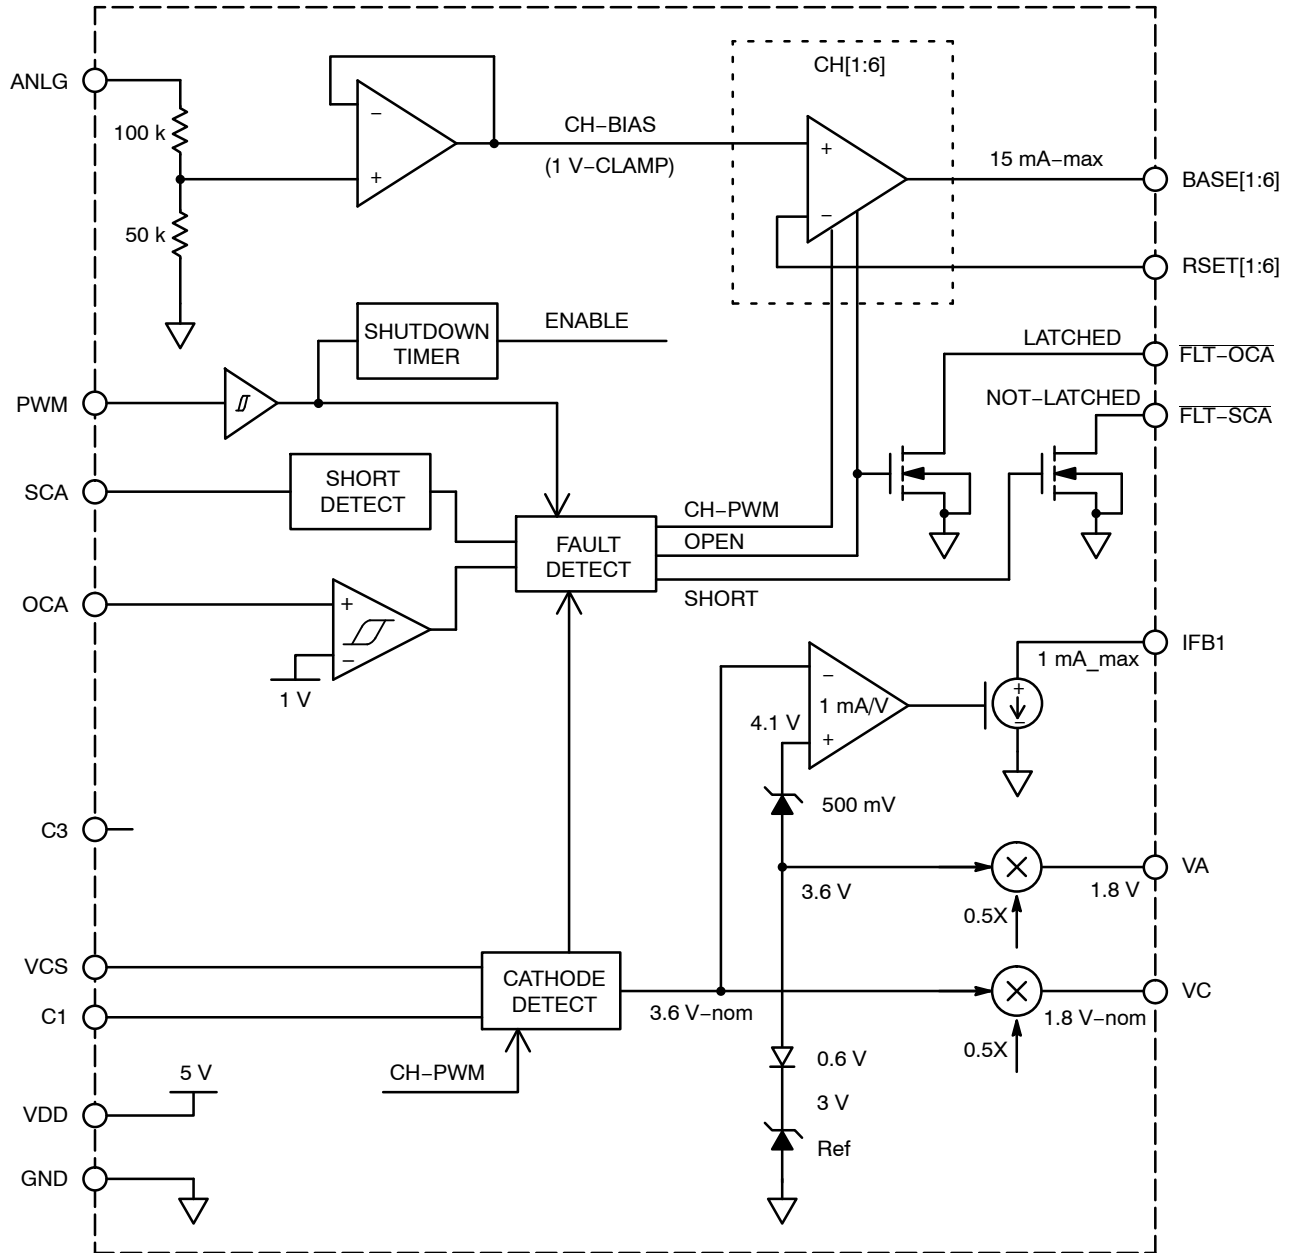 CH[1:6]
ANLG
100 k
−
+
CH−BIAS
(1 V−CLAMP)
+
−
15 mA−max
BASE[1:6]
50 k
RSET[1:6]
SHUTDOWN
TIMER
ENABLE
LATCHED
FLT−OCA
NOT−LATCHED
FLT−SCA
PWM
SCA
SHORT
DETECT
CH−PWM
OPEN
FAULT
DETECT
SHORT
OCA
+
−
1 V
IFB1
1 mA_max
−
1 mA/V
+
4.1 V
+
−
500 mV
C3
3.6 V
VA
1.8 V
0.5X
VCS
C1
CATHODE
DETECT
3.6 V−nom
VC
1.8 V−nom
0.5X
CH−PWM
5 V
VDD
0.6 V
3 V
Ref
GND